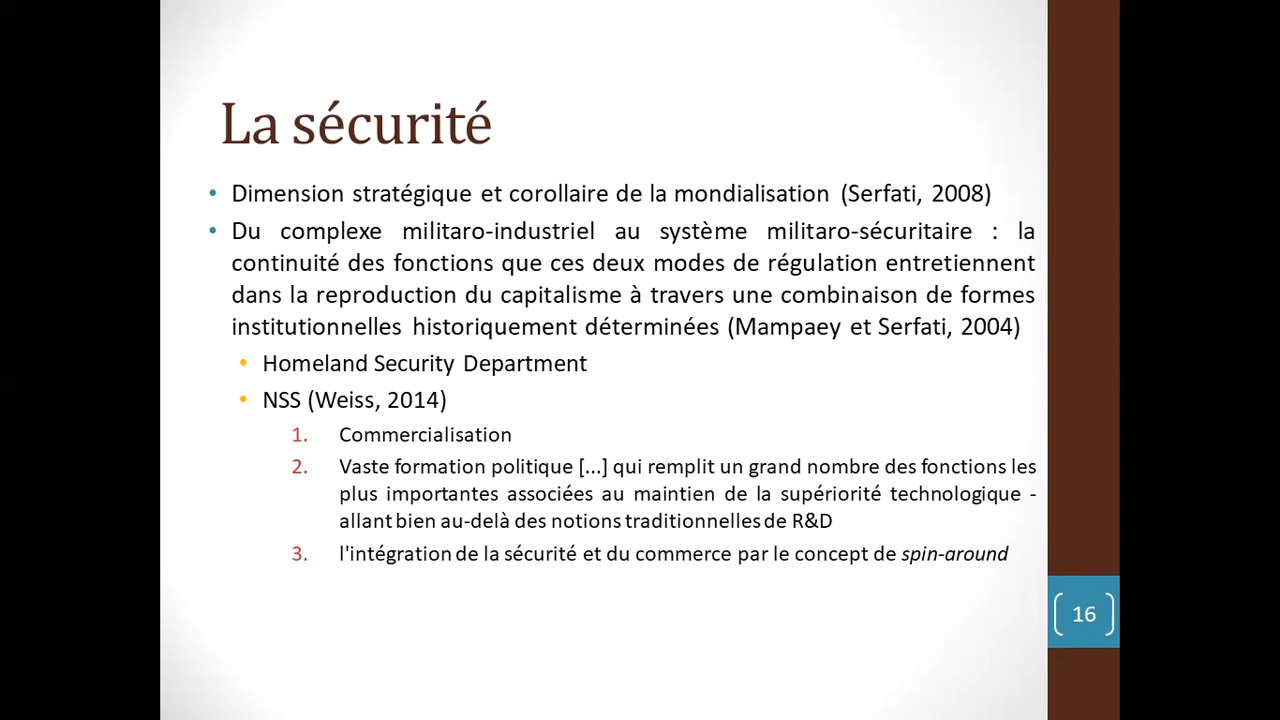 La sécurité
• Dimension stratégique et corollaire de la mondialisation (Serfati, 2008)
• Du complexe militaro-industriel au système militaro-sécuritaire : la
continuité des fonctions que ces deux modes de régulation entretiennent
dans la reproduction du capitalisme à travers une combinaison de formes
institutionnelles historiquement déterminées (Mampaey et Serfati, 2004)
• Homeland Security Department
• NSS (Weiss, 2014)
1. Commercialisation
2. Vaste formation politique [...] qui remplit un grand nombre des fonctions les
plus importantes associées au maintien de la supériorité technologique -
allant bien au-delà des notions traditionnelles de R&D
3. l'intégration de la sécurité et du commerce par le concept de spin-around
16